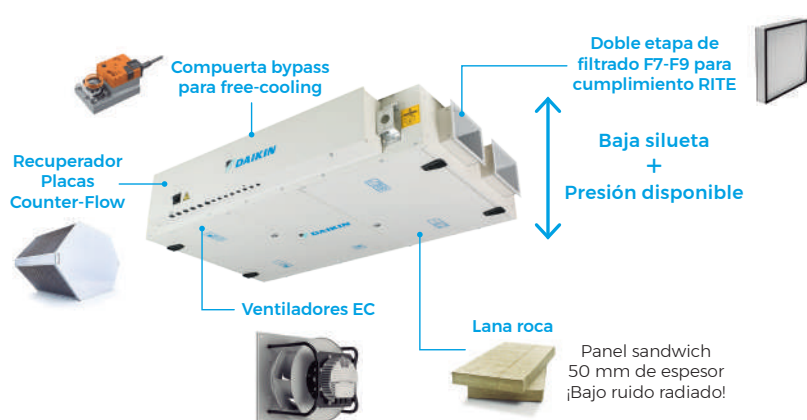 Compuerta bypass
para free-cooling
Doble etapa de
filtrado F7-F9 para
cumplimiento RITE
DAIKIN
Baja silueta
+
Presión disponible
Recuperador
Placas
Counter-Flow
DAIKIN
Ventiladores EC
Lana roca
Panel sandwich
50 mm de espesor
¡Bajo ruido radiado!